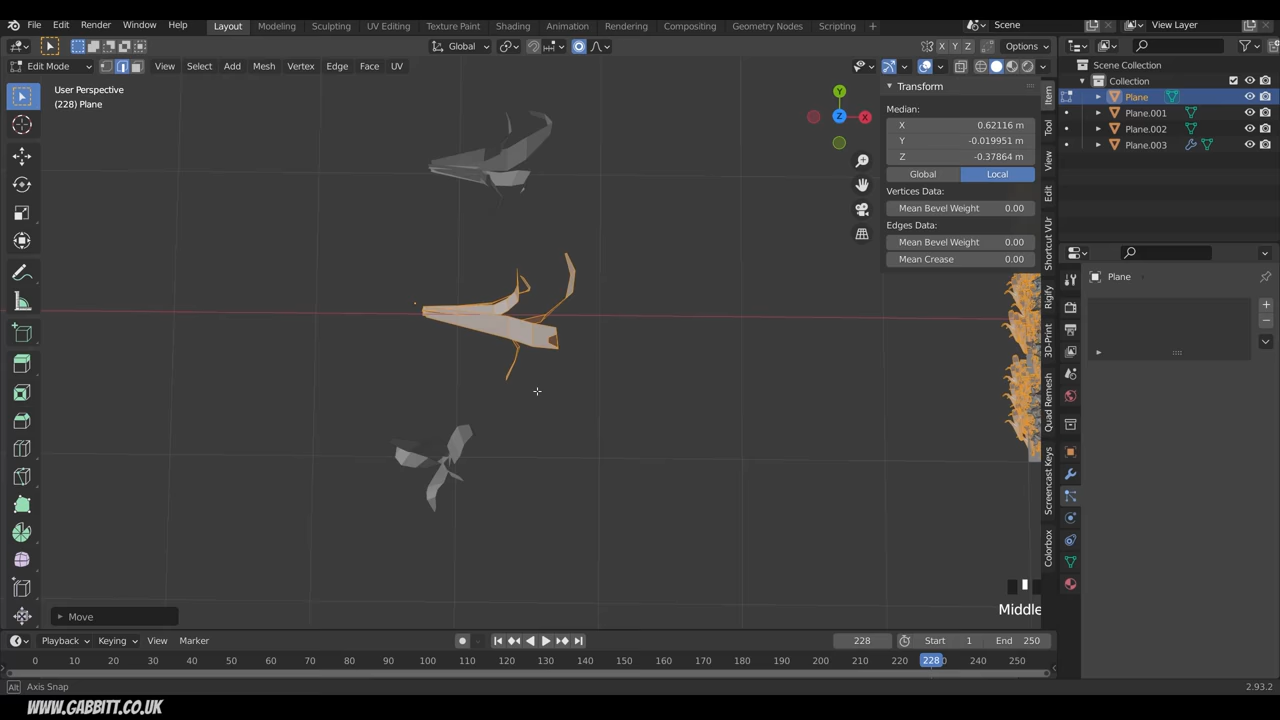 File Edit Render Window Help Layout Modeling Sculpting UV Editing Texture Paint Shading Animation Rendering Compositing Geometry Nodes Scripting + Scene View Layer
Global Options
X Y Z
Edit Mode View Select Add Mesh Vertex Edge Face UV
User Perspective
(228) Plane
Y
Z
X
Transform
Median:
X 0.62116 m
Y -0.019951 m
Z -0.37864 m
Global Local
Vertices Data:
Mean Bevel Weight 0.00
Edges Data:
Mean Bevel Weight 0.00
Mean Crease 0.00
Item
Tool
View
Edit
Shortcut VUr
Rigify
3D-Print
Quad Remesh
Screencast Keys
Colorbox
Scene Collection
Collection
Plane
Plane.001
Plane.002
Plane.003
Plane
Middle
Move
Playback Keying View Marker 228 Start 1 End 250
0 10 20 30 40 50 60 70 80 90 100 110 120 130 140 150 160 170 180 190 200 210 220 228 240 250
Alt Axis Snap 2.93.2
WWW.GABBITT.CO.UK